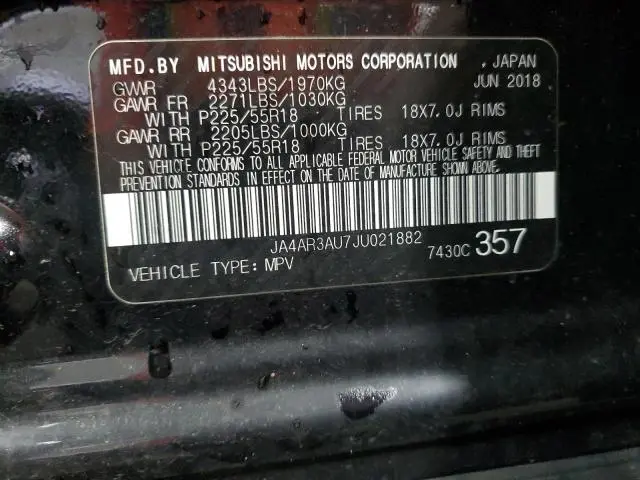 MFD.BY MITSUBISHI MOTORS CORPORATION , JAPAN
GVWR 4343LBS/1970KG JUN 2018
GAWR FR 2271LBS/1030KG
WITH P225/55R18 TIRES 18X7.0J RIMS
GAWR RR 2205LBS/1000KG
WITH P225/55R18 TIRES 18X7.0J RIMS
THIS VEHICLE CONFORMS TO ALL APPLICABLE FEDERAL MOTOR VEHICLE SAFETY AND THEFT
PREVENTION STANDARDS IN EFFECT ON THE DATE OF MANUFACTURE SHOWN ABOVE.
JA4AR3AU7JU021882
VEHICLE TYPE: MPV 7430C 357